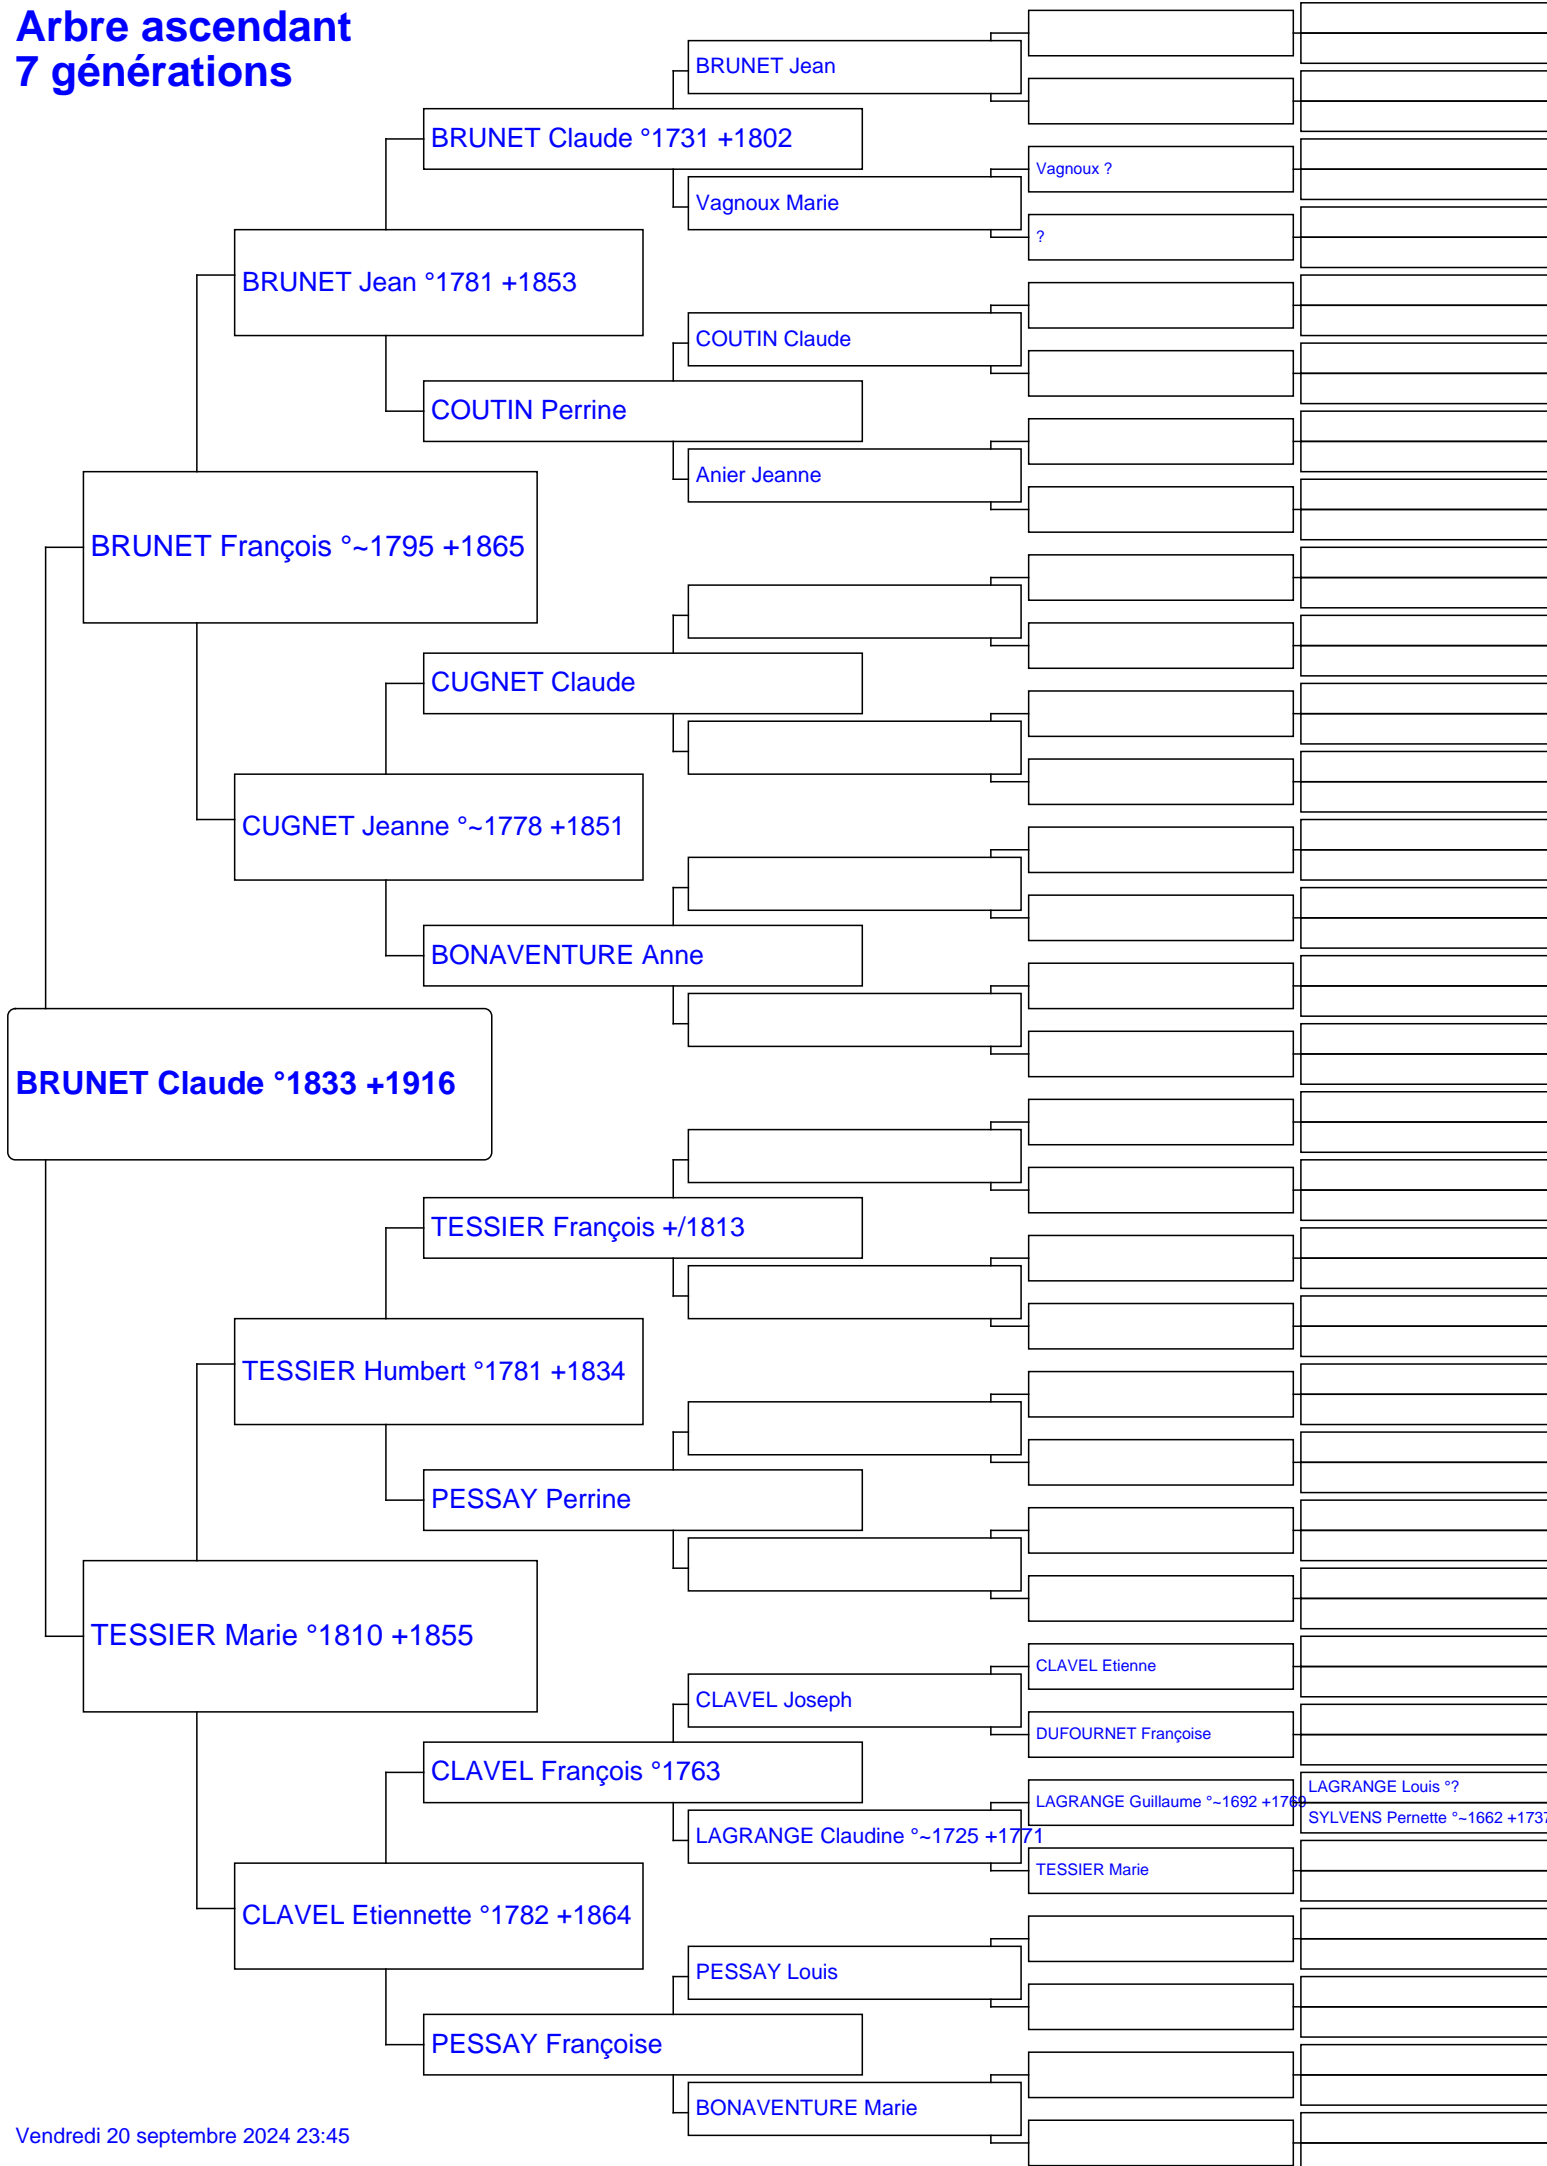 Arbre ascendant
7 générations
BRUNET Jean
BRUNET Claude °1731 +1802
Vagnoux ?
Vagnoux Marie
?
BRUNET Jean °1781 +1853
COUTIN Claude
COUTIN Perrine
Anier Jeanne
BRUNET François °~1795 +1865
CUGNET Claude
CUGNET Jeanne °~1778 +1851
BONAVENTURE Anne
BRUNET Claude °1833 +1916
TESSIER François +/1813
TESSIER Humbert °1781 +1834
PESSAY Perrine
TESSIER Marie °1810 +1855
CLAVEL Etienne
CLAVEL Joseph
DUFOURNET Françoise
CLAVEL François °1763
LAGRANGE Louis °?
LAGRANGE Guillaume °~1692 +1769
SYLVENS Pernette °~1662 +1737
LAGRANGE Claudine °~1725 +1771
TESSIER Marie
CLAVEL Etiennette °1782 +1864
PESSAY Louis
PESSAY Françoise
BONAVENTURE Marie
Vendredi 20 septembre 2024 23:45